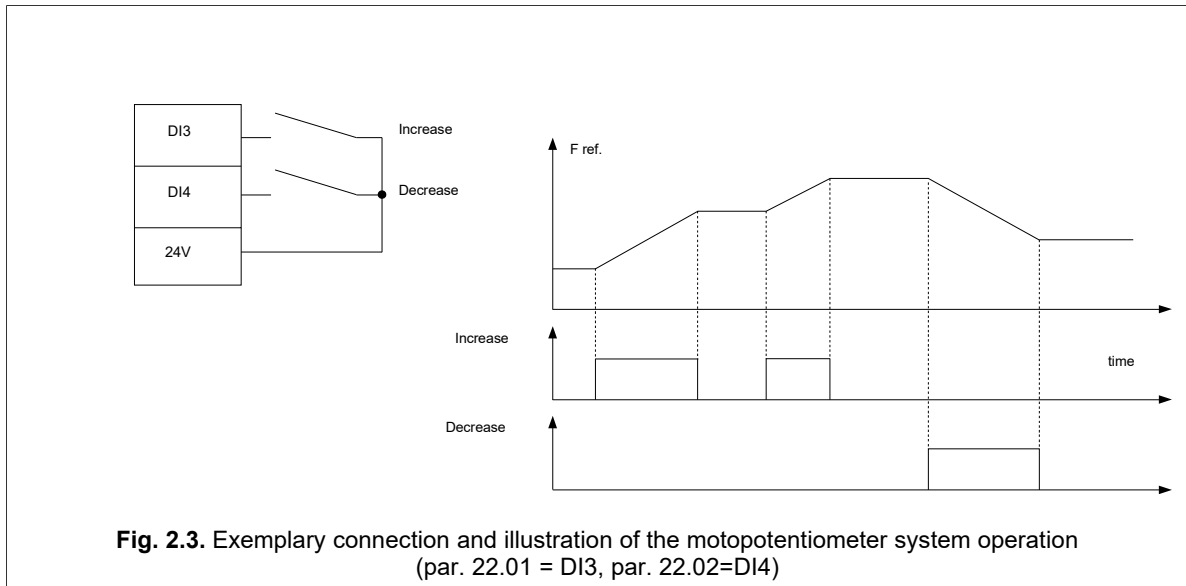 DI3
Increase
DI4
Decrease
24V
F ref.
Increase
time
Decrease
Fig. 2.3. Exemplary connection and illustration of the motopotentiometer system operation
(par. 22.01 = DI3, par. 22.02=DI4)